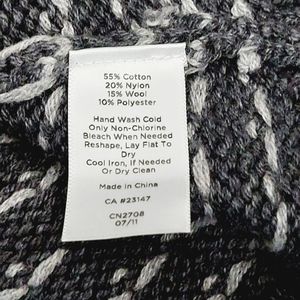 55% Cotton
20% Nylon
15% Wool
10% Polyester
Hand Wash Cold
Only Non-Chlorine
Bleach When Needed
Reshape, Lay Flat To
Dry
Cool Iron, if Needed
Or Dry Clean
Made in China
CA #23147
CN2708
07/11